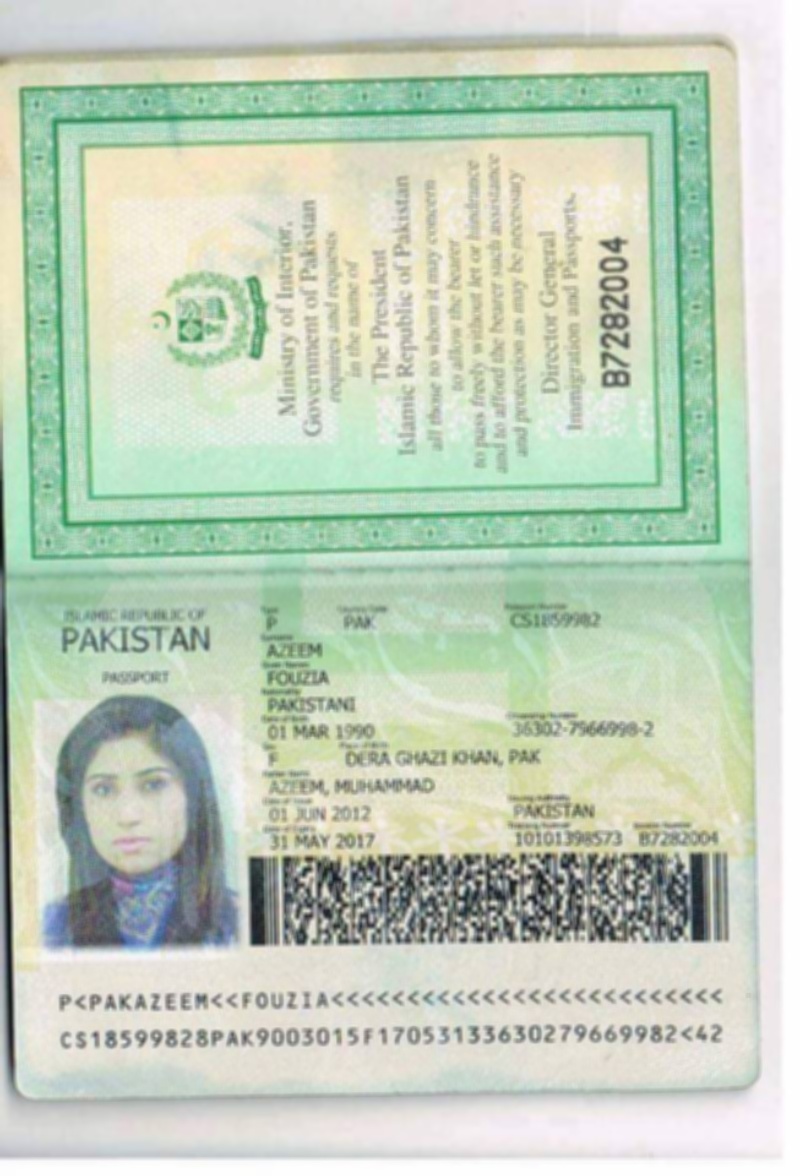 Ministry of Interior,
Government of Pakistan
requires and requests
in the name of
The President
Islamic Republic of Pakistan
all those to whom it may concern
to allow the bearer
to pass freely without let or hindrance
and to afford the bearer such assistance
and protection as may be necessary
Director General
Immigration and Passports.
B7282004
ISLAMIC REPUBLIC OF
PAKISTAN
PASSPORT
Type Country Code Passport Number
P PAK CS1859982
Surname
AZEEM
Given Names
FOUZIA
Nationality
PAKISTANI
Date of Birth Citizenship Number
01 MAR 1990 36302-7966998-2
Sex Place of Birth
F DERA GHAZI KHAN, PAK
Father Name
AZEEM, MUHAMMAD
Date of Issue Issuing Authority
01 JUN 2012 PAKISTAN
Date of Expiry Tracking Number Booklet Number
31 MAY 2017 10101398573 B7282004
P<PAKAZEEM<<FOUZIA<<<<<<<<<<<<<<<<<<<<<<<<<<
CS18599828PAK9003015F1705313363027966998​2<42